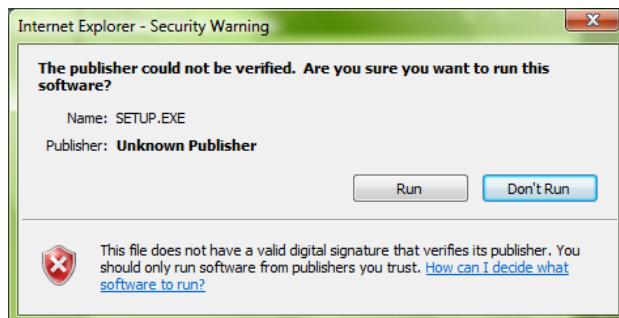 Internet Explorer - Security Warning
The publisher could not be verified. Are you sure you want to run this
software?
Name: SETUP.EXE
Publisher: Unknown Publisher
Run Don't Run
This file does not have a valid digital signature that verifies its publisher. You
should only run software from publishers you trust. How can I decide what
software to run?